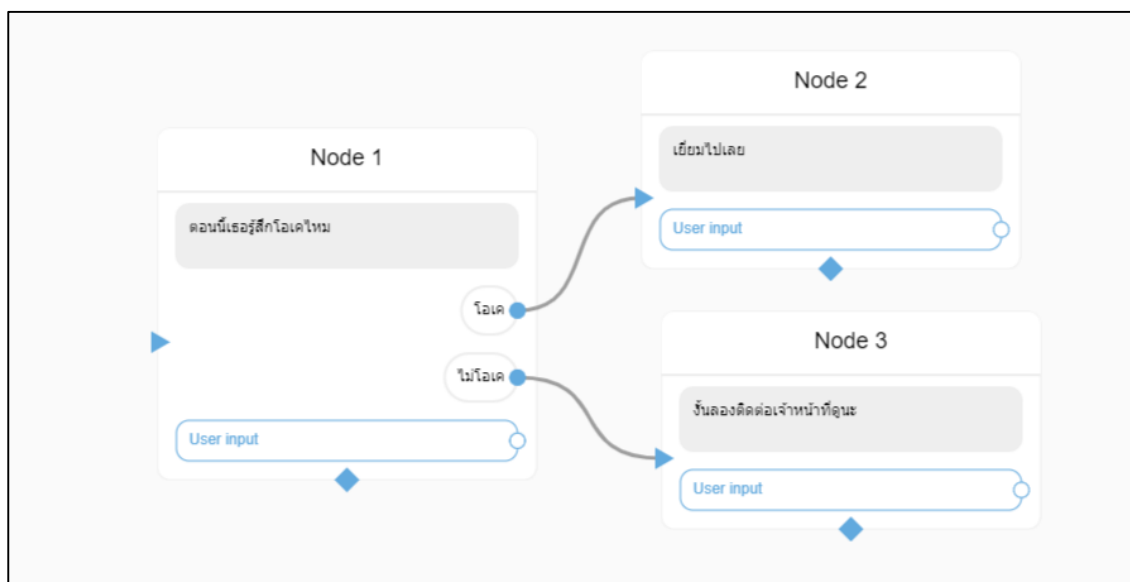 Node 1
ตอนนี้เธอรู้สึกโอเคไหม
โอเค
ไม่โอเค
User input
Node 2
เยี่ยมไปเลย
User input
Node 3
งั้นลองติดต่อเจ้าหน้าที่ดูนะ
User input